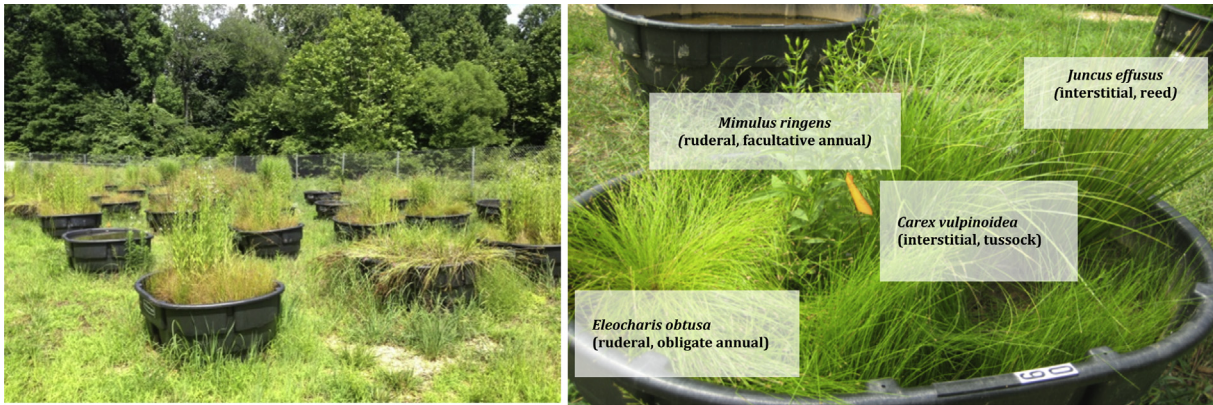 Juncus effusus
(interstitial, reed)
Mimulus ringens
(ruderal, facultative annual)
Carex vulpinoidea
(interstitial, tussock)
Eleocharis obtusa
(ruderal, obligate annual)